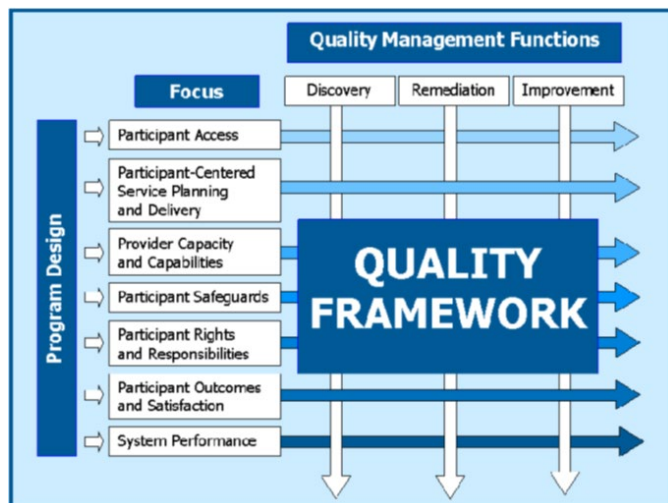 Quality Management Functions
Focus
Discovery
Remediation
Improvement
Program Design
Participant Access
Participant-Centered
Service Planning
and Delivery
Provider Capacity
and Capabilities
Participant Safeguards
Participant Rights
and Responsibilities
Participant Outcomes
and Satisfaction
System Performance
QUALITY
FRAMEWORK